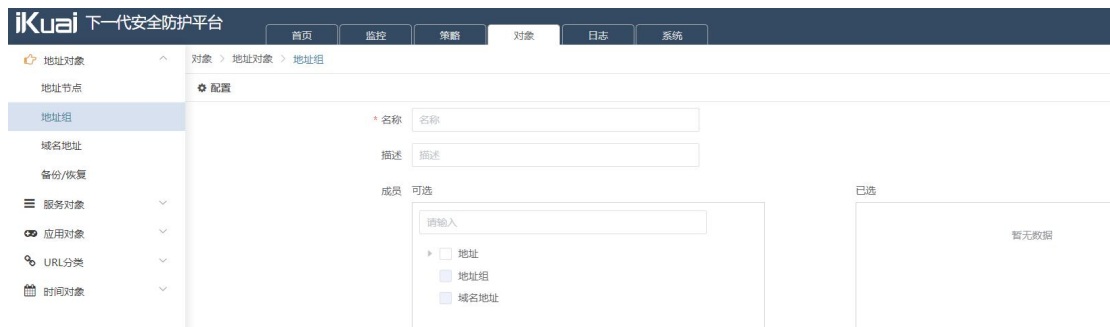 iKuai 下一代安全防护平台
首页 监控 策略 对象 日志 系统
地址对象
地址节点
地址组
域名地址
备份/恢复
服务对象
应用对象
URL分类
时间对象
对象 > 地址对象 > 地址组
配置
* 名称 名称
描述 描述
成员 可选 已选
请输入
暂无数据
地址
地址组
域名地址